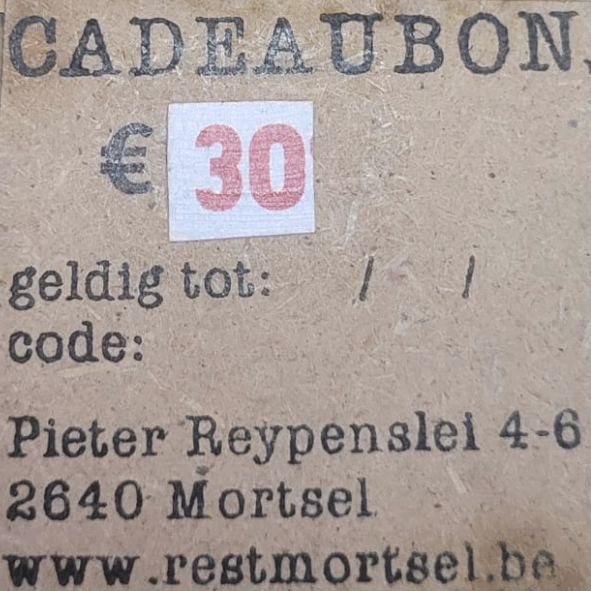 CADEAUBON.
€ 30
geldig tot: / /
code:
Pieter Reypenslei 4-6
2640 Mortsel
www.restmortsel.be